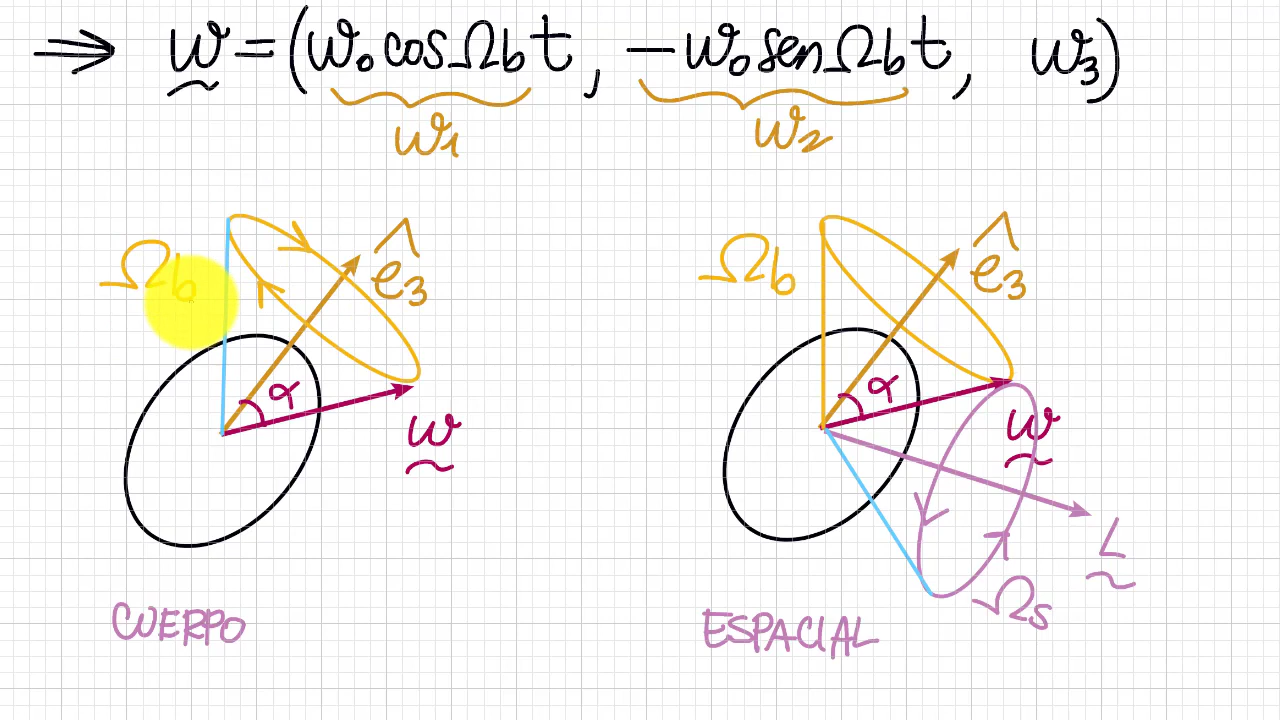 ⇒ w = (w₀ cos Ωb t, −w₀ sen Ωb t, w₃)
w₁ w₂
Ωb ê₃ Ωb ê₃
α α
w w
L
Ωs
CUERPO ESPACIAL